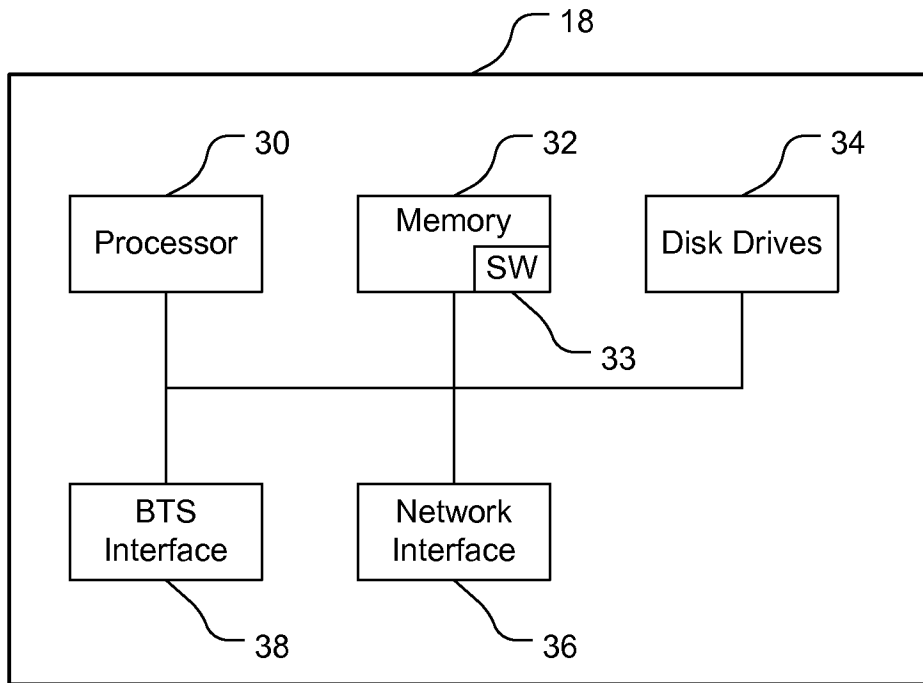 18
30
32
34
Processor
Memory
Disk Drives
SW
33
BTS
Interface
Network
Interface
38
36